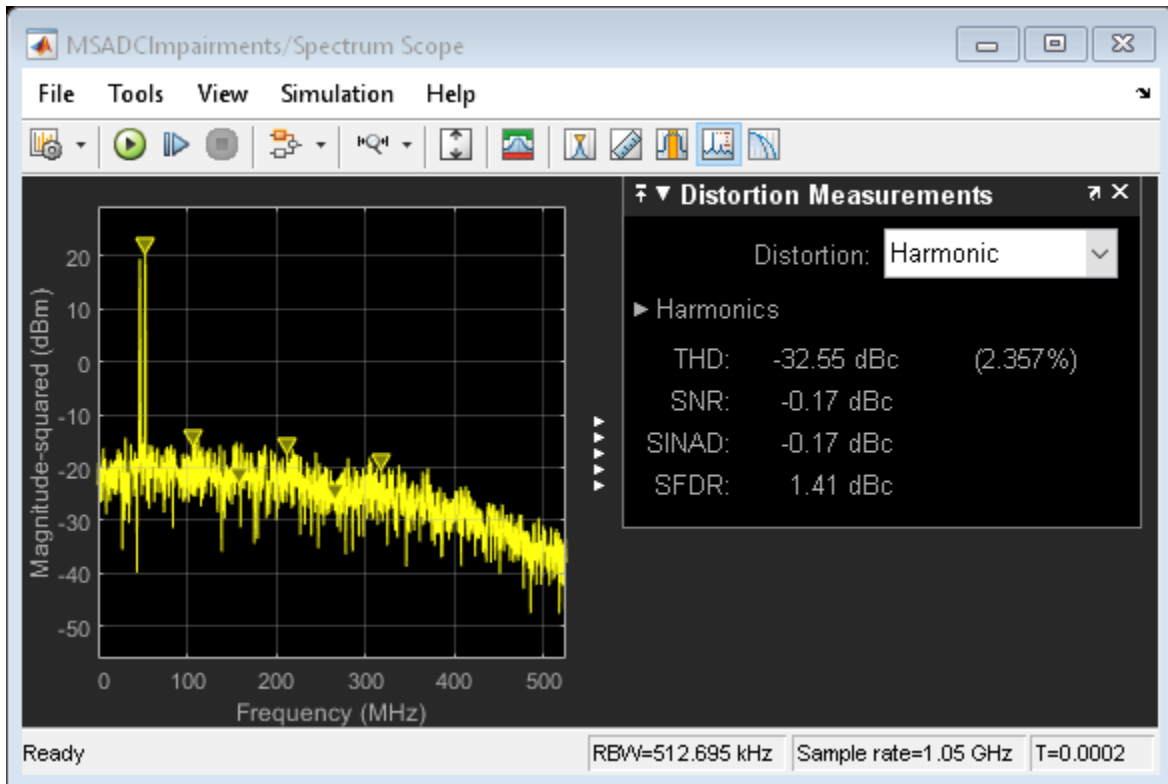 MSADCImpairments/Spectrum Scope
File Tools View Simulation Help
Distortion Measurements
Distortion: Harmonic
Harmonics
THD: -32.55 dBc (2.357%)
SNR: -0.17 dBc
SINAD: -0.17 dBc
SFDR: 1.41 dBc
Magnitude-squared (dBm)
20
10
0
-10
-20
-30
-40
-50
0 100 200 300 400 500
Frequency (MHz)
Ready RBW=512.695 kHz Sample rate=1.05 GHz T=0.0002